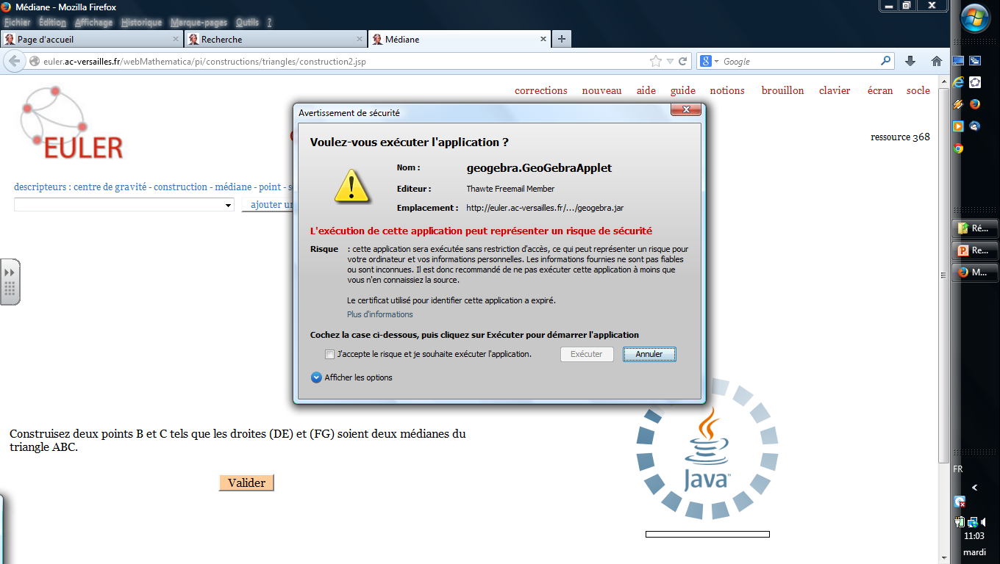 Médiane - Mozilla Firefox
Fichier Édition Affichage Historique Marque-pages Outils ?
Page d'accueil
Recherche
Médiane
euler.ac-versailles.fr/webMathematica/pi/constructions/triangles/construction2.jsp
Google
corrections nouveau aide guide notions brouillon clavier écran socle
EULER
ressource 368
descripteurs : centre de gravité - construction - médiane - point - s
ajouter un
Avertissement de sécurité
Voulez-vous exécuter l'application ?
Nom : geogebra.GeoGebraApplet
Editeur : Thawte Freemail Member
Emplacement : http://euler.ac-versailles.fr/.../geogebra.jar
L'exécution de cette application peut représenter un risque de sécurité
Risque : cette application sera exécutée sans restriction d'accès, ce qui peut représenter un risque pour
votre ordinateur et vos informations personnelles. Les informations fournies ne sont pas fiables
ou sont inconnues. Il est donc recommandé de ne pas exécuter cette application à moins que
vous n'en connaissiez la source.
Le certificat utilisé pour identifier cette application a expiré.
Plus d'informations
Cochez la case ci-dessous, puis cliquez sur Exécuter pour démarrer l'application
J'accepte le risque et je souhaite exécuter l'application.
Exécuter
Annuler
Afficher les options
Construisez deux points B et C tels que les droites (DE) et (FG) soient deux médianes du
triangle ABC.
Valider
Java™
Ré...
Re...
M...
FR
11:03
mardi